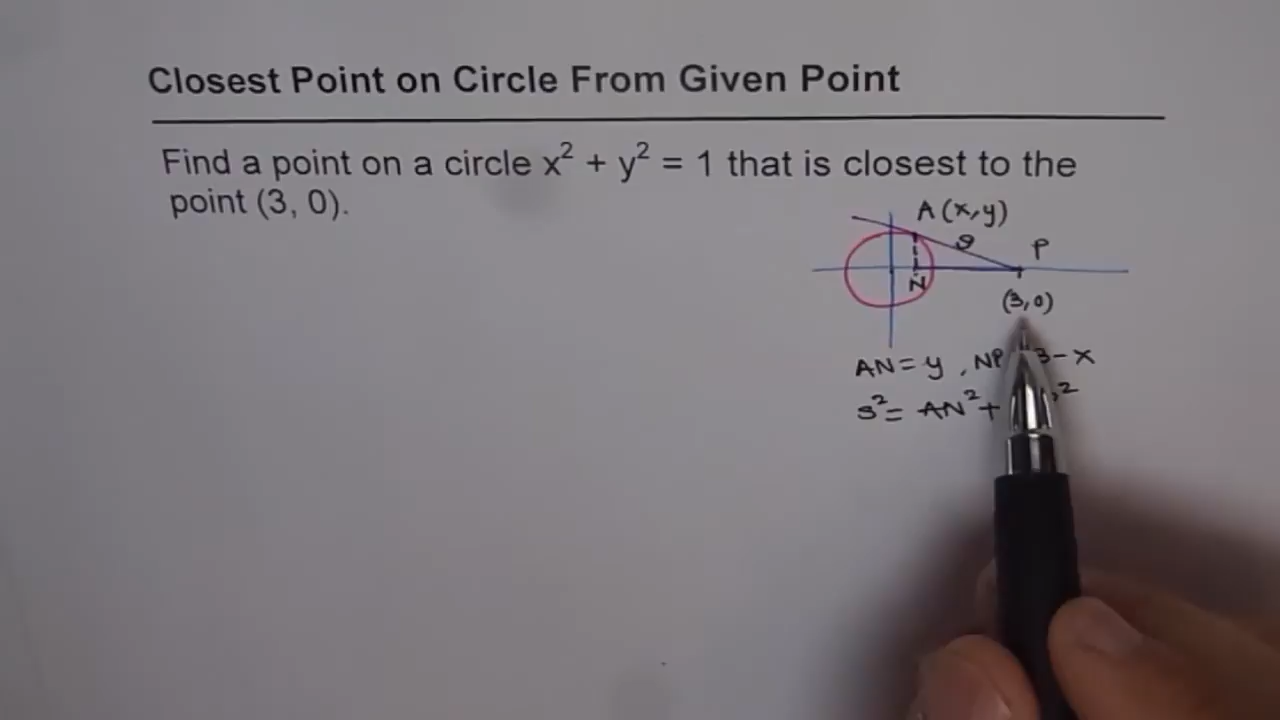 Closest Point on Circle From Given Point
Find a point on a circle x² + y² = 1 that is closest to the
point (3, 0).
A (x, y)
s
P
N
(3, 0)
AN = y , NP 3 - x
s² = AN² + ²